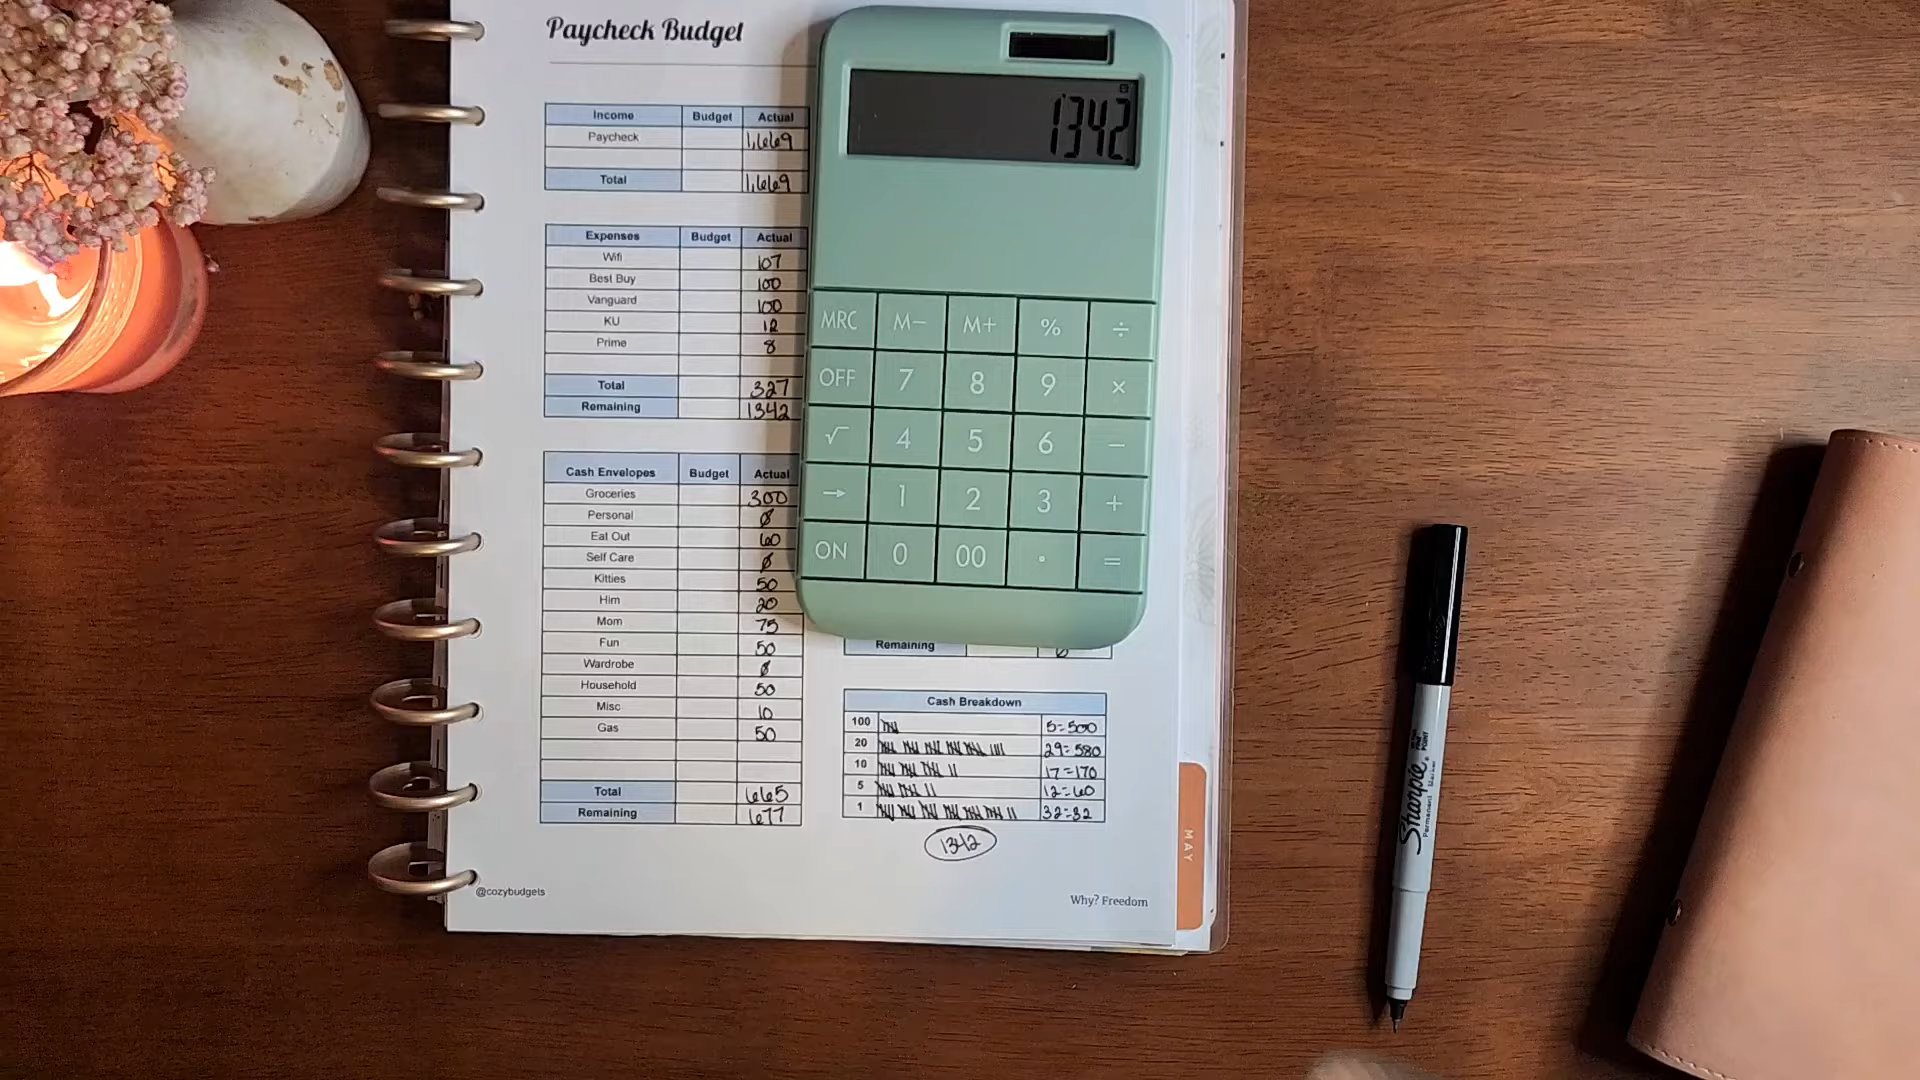 Paycheck Budget
Income Budget Actual
Paycheck 1,669
Total 1,669
Expenses Budget Actual
Wifi 107
Best Buy 100
Vanguard 100
KU 12
Prime 8
Total 327
Remaining 1342
Cash Envelopes Budget Actual
Groceries 300
Personal 0
Eat Out 60
Self Care 0
Kitties 50
Him 20
Mom 75
Fun 50
Wardrobe 0
Household 50
Misc 10
Gas 50
Total 665
Remaining 677
@cozybudgets
1342.
MRC M− M+ % ÷
OFF 7 8 9 ×
√ 4 5 6 −
→ 1 2 3 +
ON 0 00 . =
Remaining
Cash Breakdown
100 5=500
20 29=580
10 17=170
5 12=60
1 32=32
1342
Why? Freedom
MAY
Sharpie
Permanent Marker